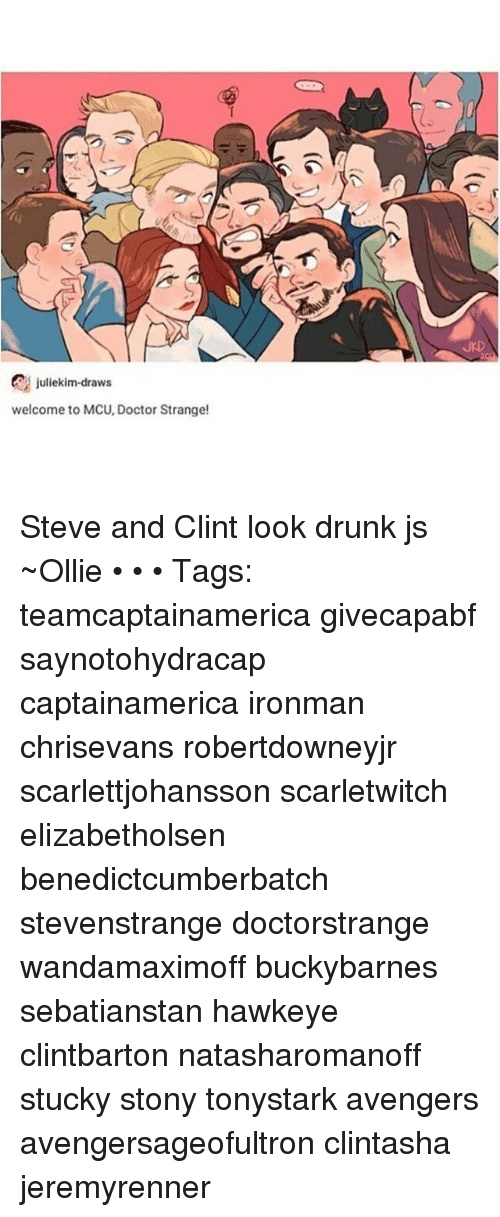 JKD
juliekim-draws
welcome to MCU, Doctor Strange!
Steve and Clint look drunk js
~Ollie • • • Tags:
teamcaptainamerica givecapabf
saynotohydracap
captainamerica ironman
chrisevans robertdowneyjr
scarlettjohansson scarletwitch
elizabetholsen
benedictcumberbatch
stevenstrange doctorstrange
wandamaximoff buckybarnes
sebatianstan hawkeye
clintbarton natasharomanoff
stucky stony tonystark avengers
avengersageofultron clintasha
jeremyrenner